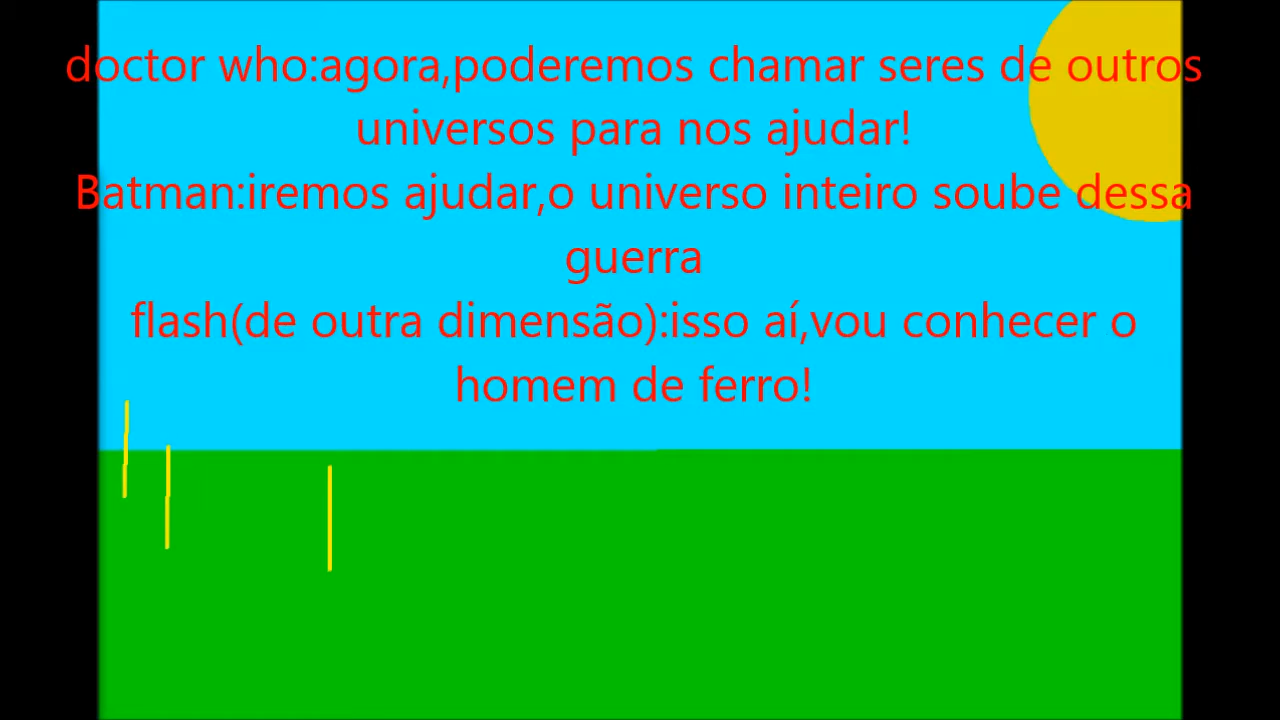 doctor who:agora,poderemos chamar seres de outros
universos para nos ajudar!
Batman:iremos ajudar,o universo inteiro soube dessa
guerra
flash(de outra dimensão):isso aí,vou conhecer o
homem de ferro!